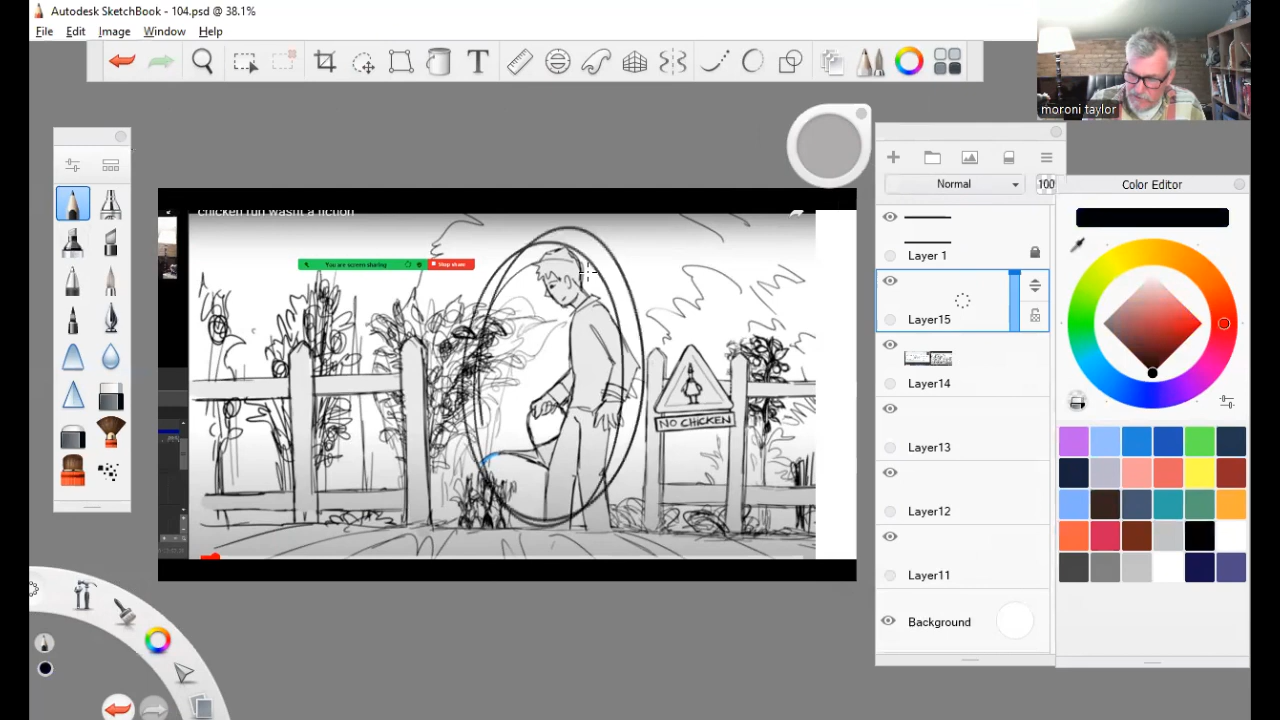 Autodesk SketchBook - 104.psd @ 38.1%
File Edit Image Window Help
moroni taylor
Normal 100
Color Editor
Layer 1
Layer15
Layer14
Layer13
Layer12
Layer11
Background
chicken run wasnt a fiction
You are screen sharing Stop share
NO CHICKEN
T